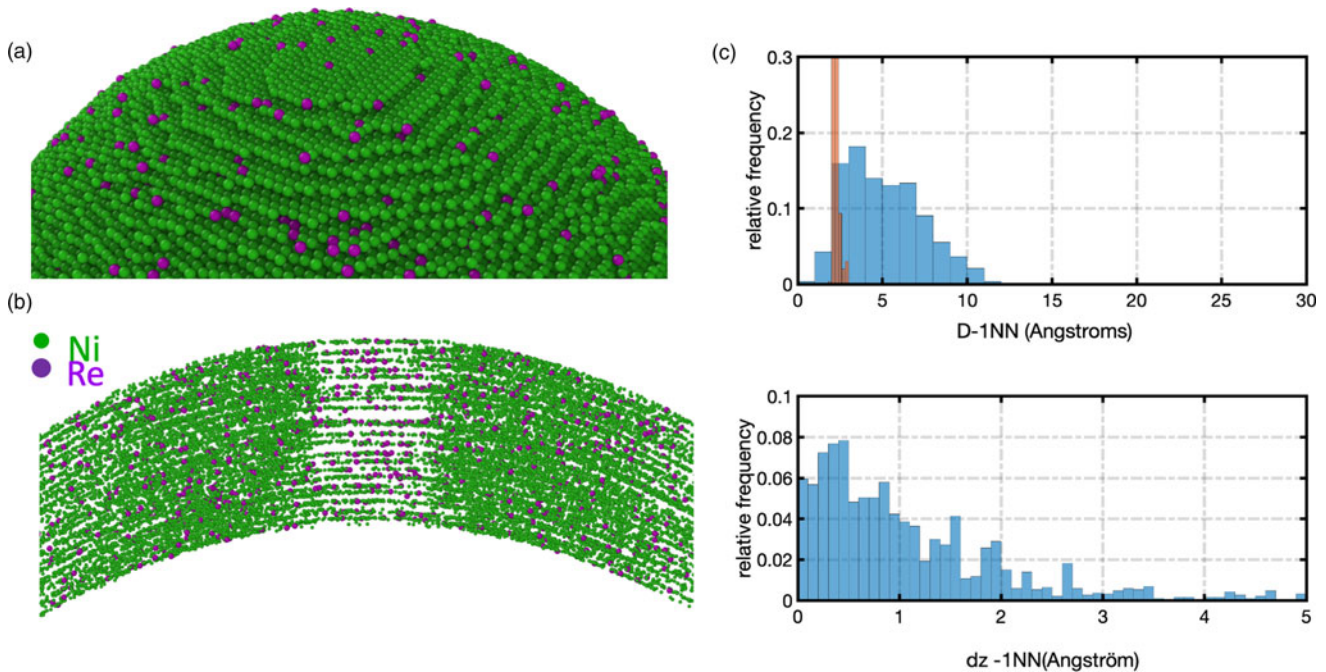 (a)
(b)
Ni
Re
(c)
relative frequency
0.3
0.2
0.1
0
0 5 10 15 20 25 30
D-1NN (Angstroms)
relative frequency
0.1
0.08
0.06
0.04
0.02
0
0 1 2 3 4 5
dz -1NN(Angström)